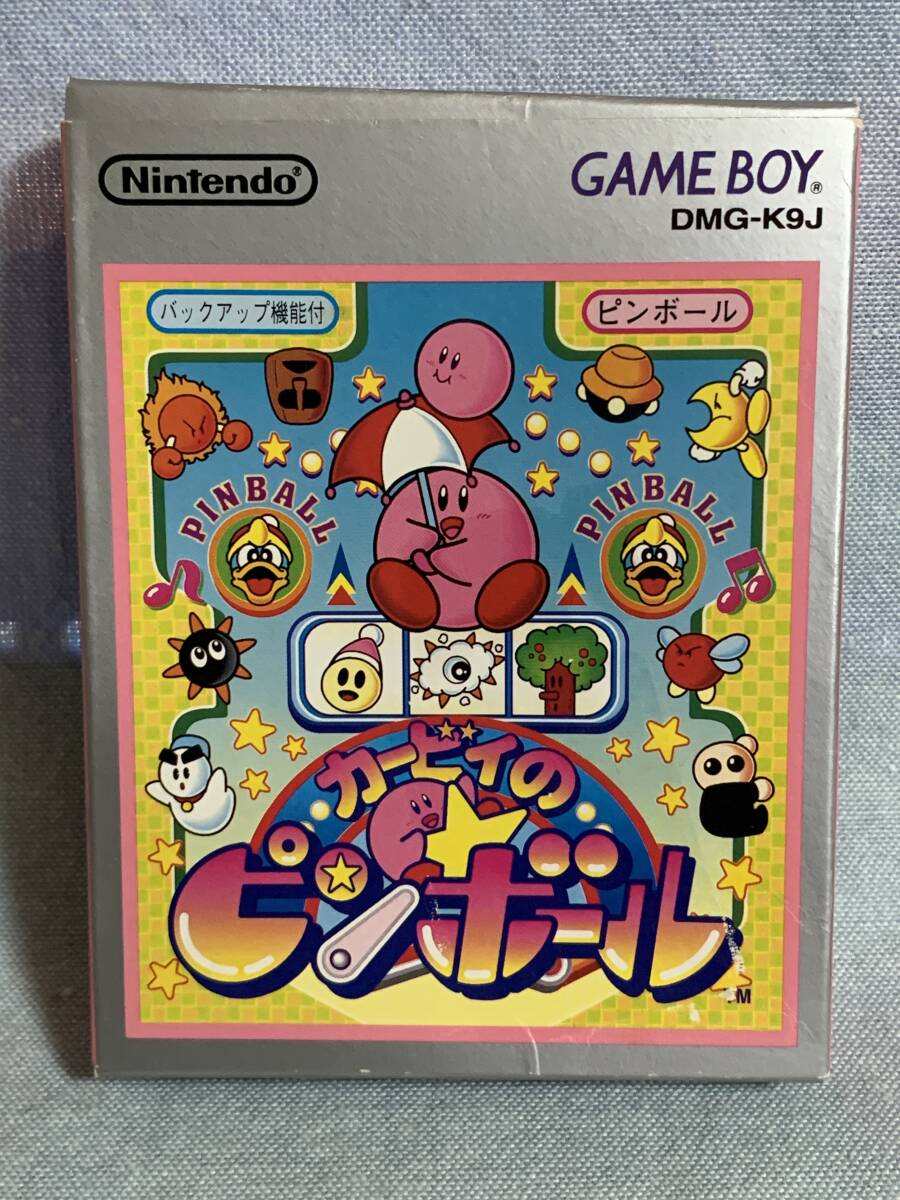 Nintendo®
GAME BOY®
DMG-K9J
バックアップ機能付
ピンボール
PINBALL
PINBALL
カービィの
ピンボール
TM